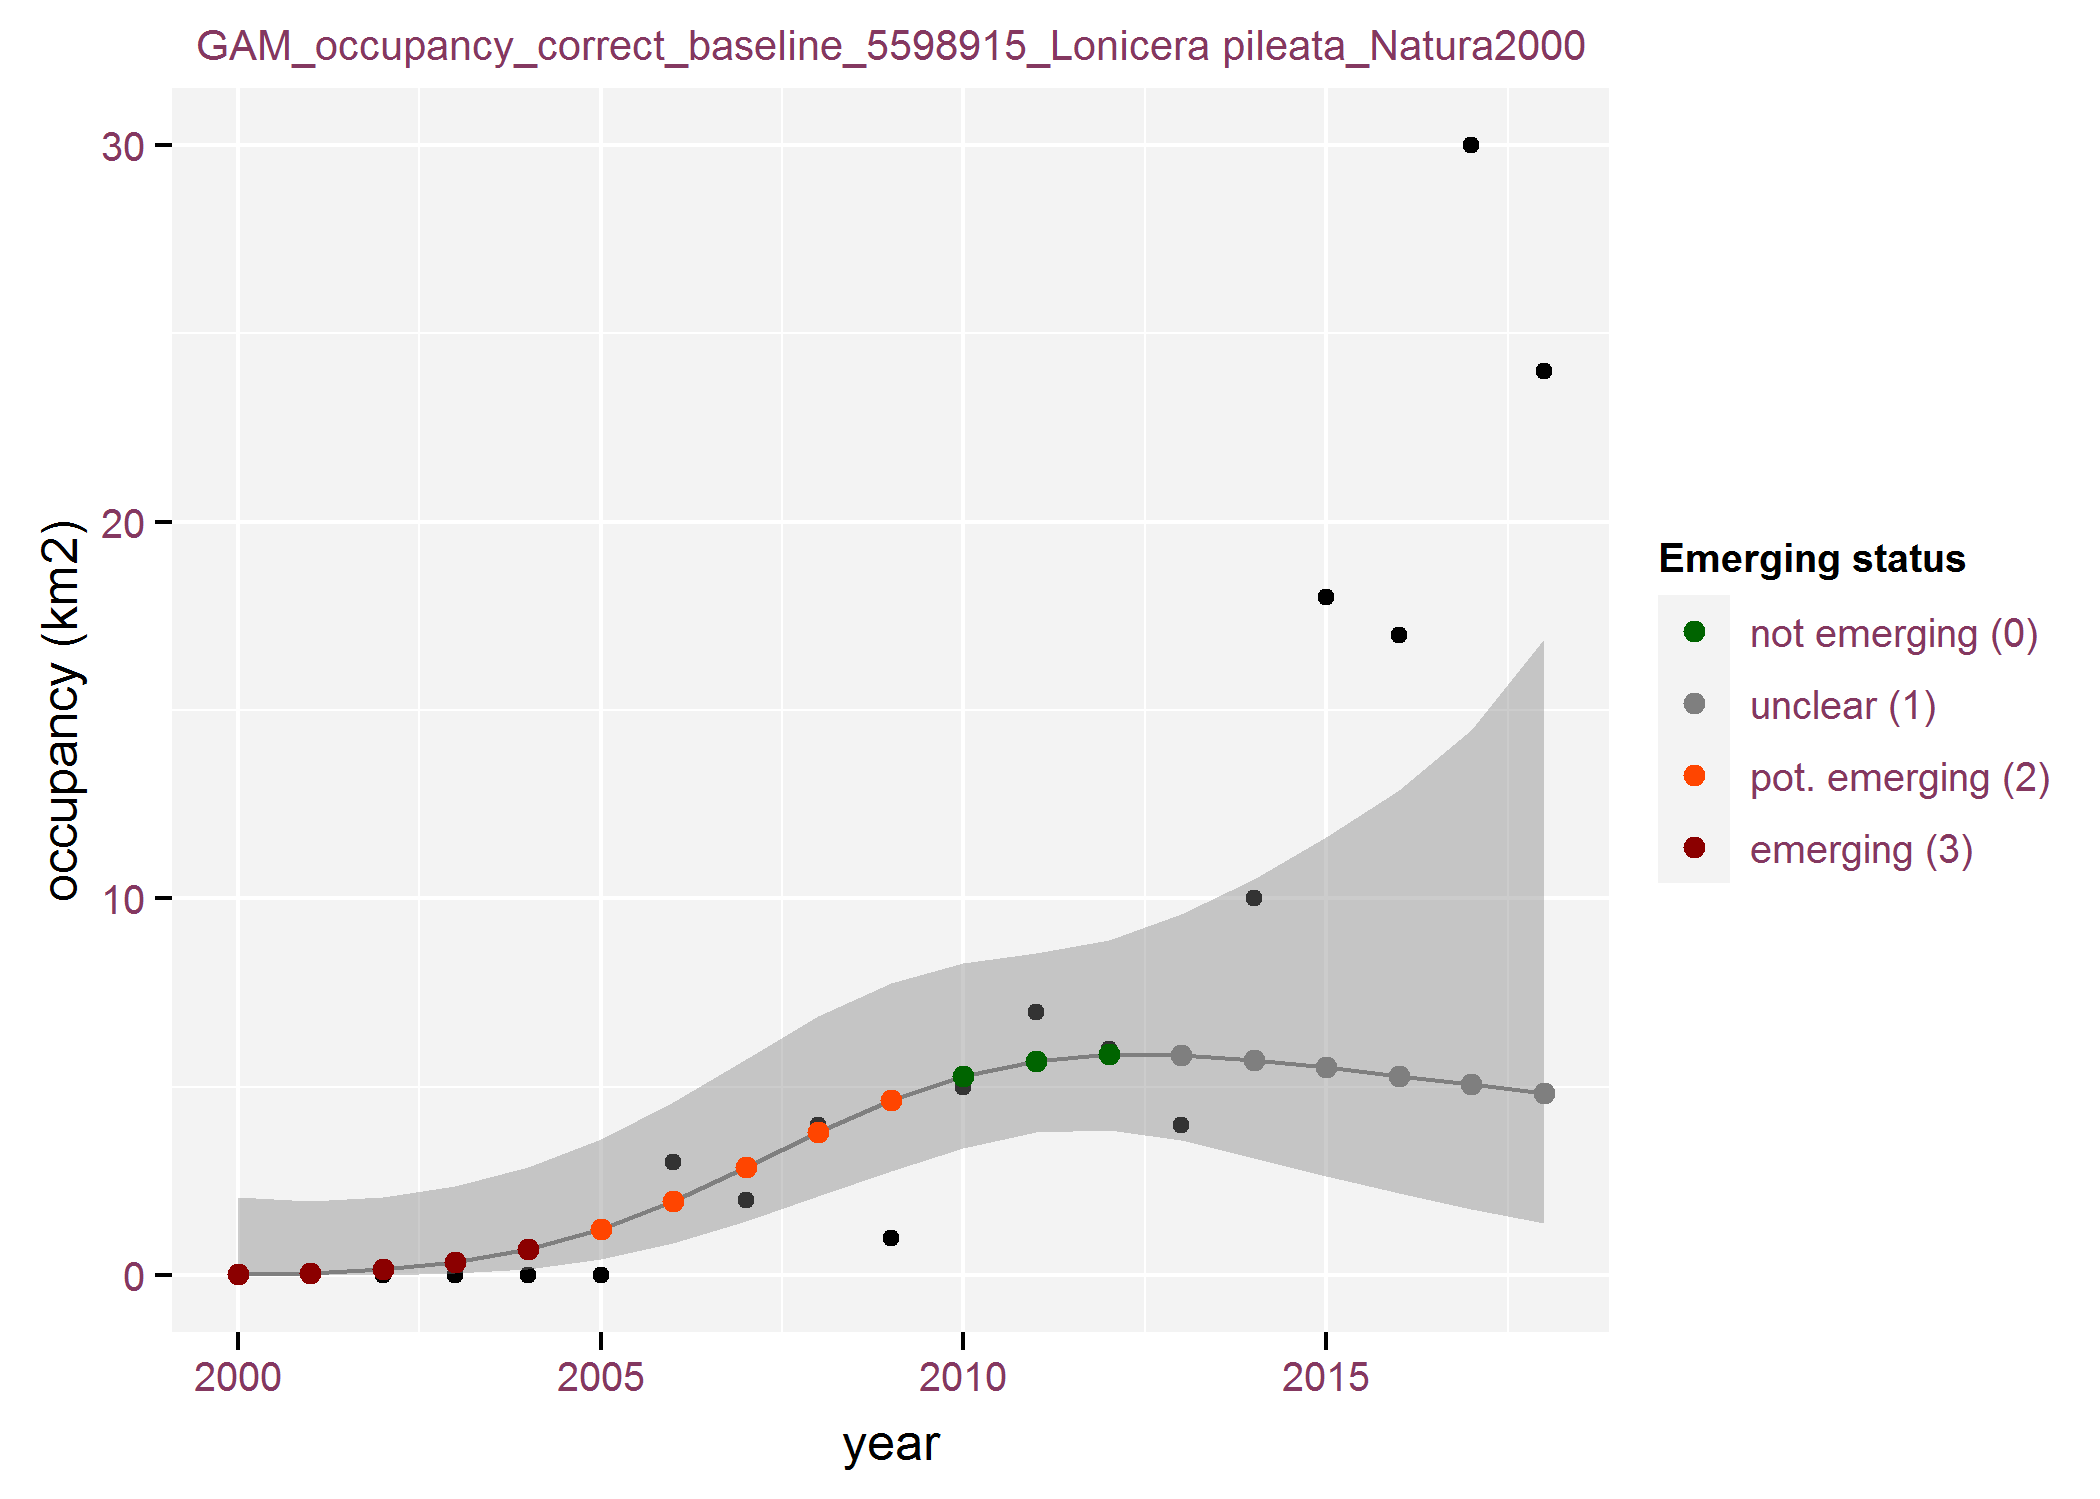 GAM_occupancy_correct_baseline_5598915_Lonicera pileata_Natura2000
30
20
10
0
occupancy (km2)
2000
2005
2010
2015
year
Emerging status
not emerging (0)
unclear (1)
pot. emerging (2)
emerging (3)